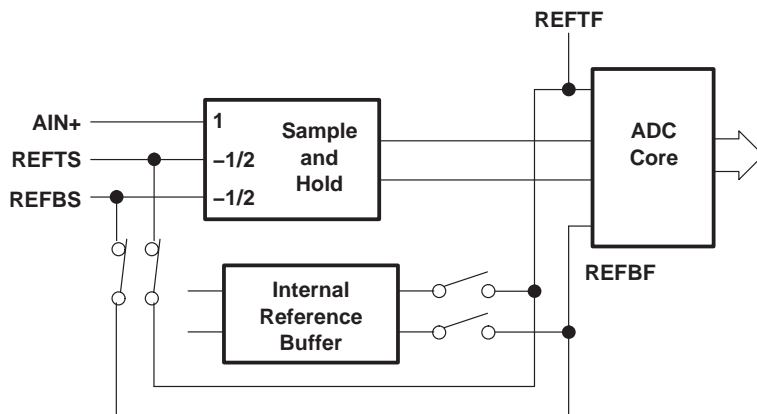 REFTF
AIN+
REFTS
REFBS
1
–1/2
–1/2
Sample
and
Hold
ADC
Core
REFBF
Internal
Reference
Buffer